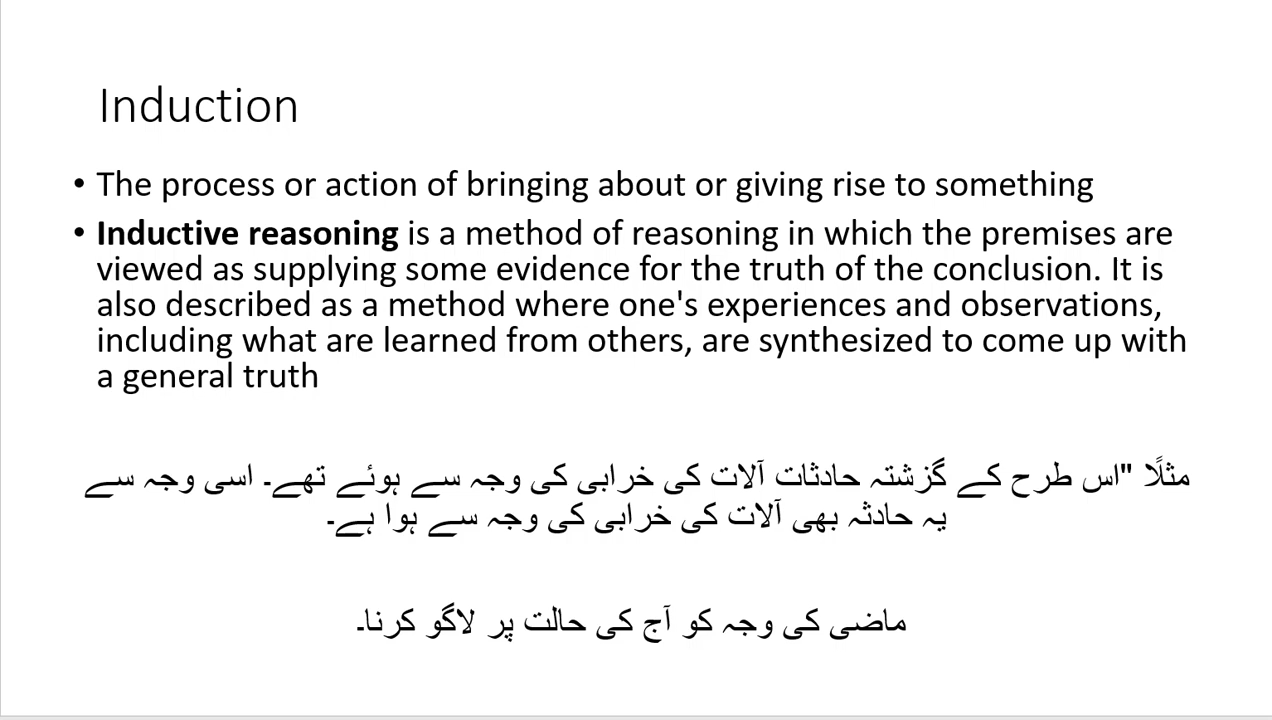 Induction
• The process or action of bringing about or giving rise to something
• Inductive reasoning is a method of reasoning in which the premises are
viewed as supplying some evidence for the truth of the conclusion. It is
also described as a method where one's experiences and observations,
including what are learned from others, are synthesized to come up with
a general truth
مثلًا "اس طرح کے گزشتہ حادثات آلات کی خرابی کی وجہ سے ہوئے تھے۔ اسی وجہ سے
یہ حادثہ بھی آلات کی خرابی کی وجہ سے ہوا ہے۔
ماضی کی وجہ کو آج کی حالت پر لاگو کرنا۔